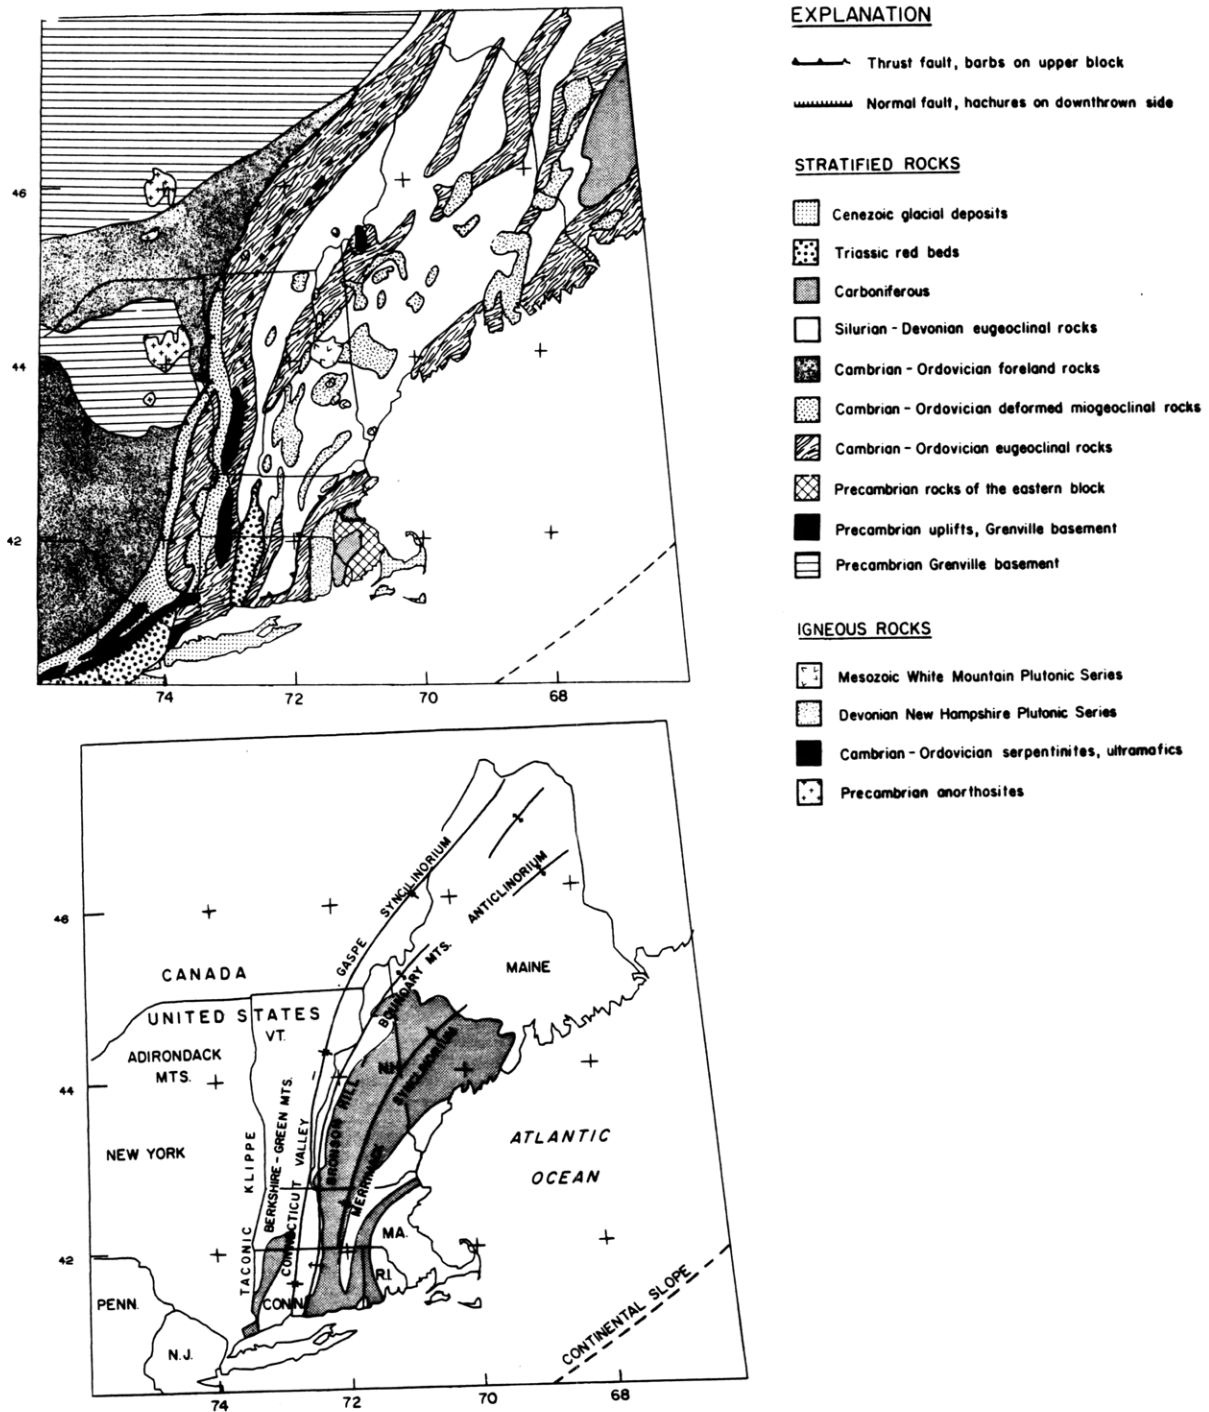 EXPLANATION
Thrust fault, barbs on upper block
Normal fault, hachures on downthrown side
STRATIFIED ROCKS
Cenezoic glacial deposits
Triassic red beds
Carboniferous
Silurian - Devonian eugeoclinal rocks
Cambrian - Ordovician foreland rocks
Cambrian - Ordovician deformed miogeoclinal rocks
Cambrian - Ordovician eugeoclinal rocks
Precambrian rocks of the eastern block
Precambrian uplifts, Grenville basement
Precambrian Grenville basement
IGNEOUS ROCKS
Mesozoic White Mountain Plutonic Series
Devonian New Hampshire Plutonic Series
Cambrian - Ordovician serpentinites, ultramafics
Precambrian anorthosites
46
44
42
74 72 70 68
GASPE SYNCLINORIUM
BOUNDARY MTS. ANTICLINORIUM
46
CANADA
MAINE
UNITED STATES
VT.
ADIRONDACK
MTS.
N.H.
44
NEW YORK
TACONIC KLIPPE
BERKSHIRE - GREEN MTS.
CONNECTICUT VALLEY
BRONSON HILL
MERRIMACK SYNCLINORIUM
ATLANTIC
OCEAN
MA.
42
R.I.
CONN.
PENN.
N.J.
CONTINENTAL SLOPE
74 72 70 68